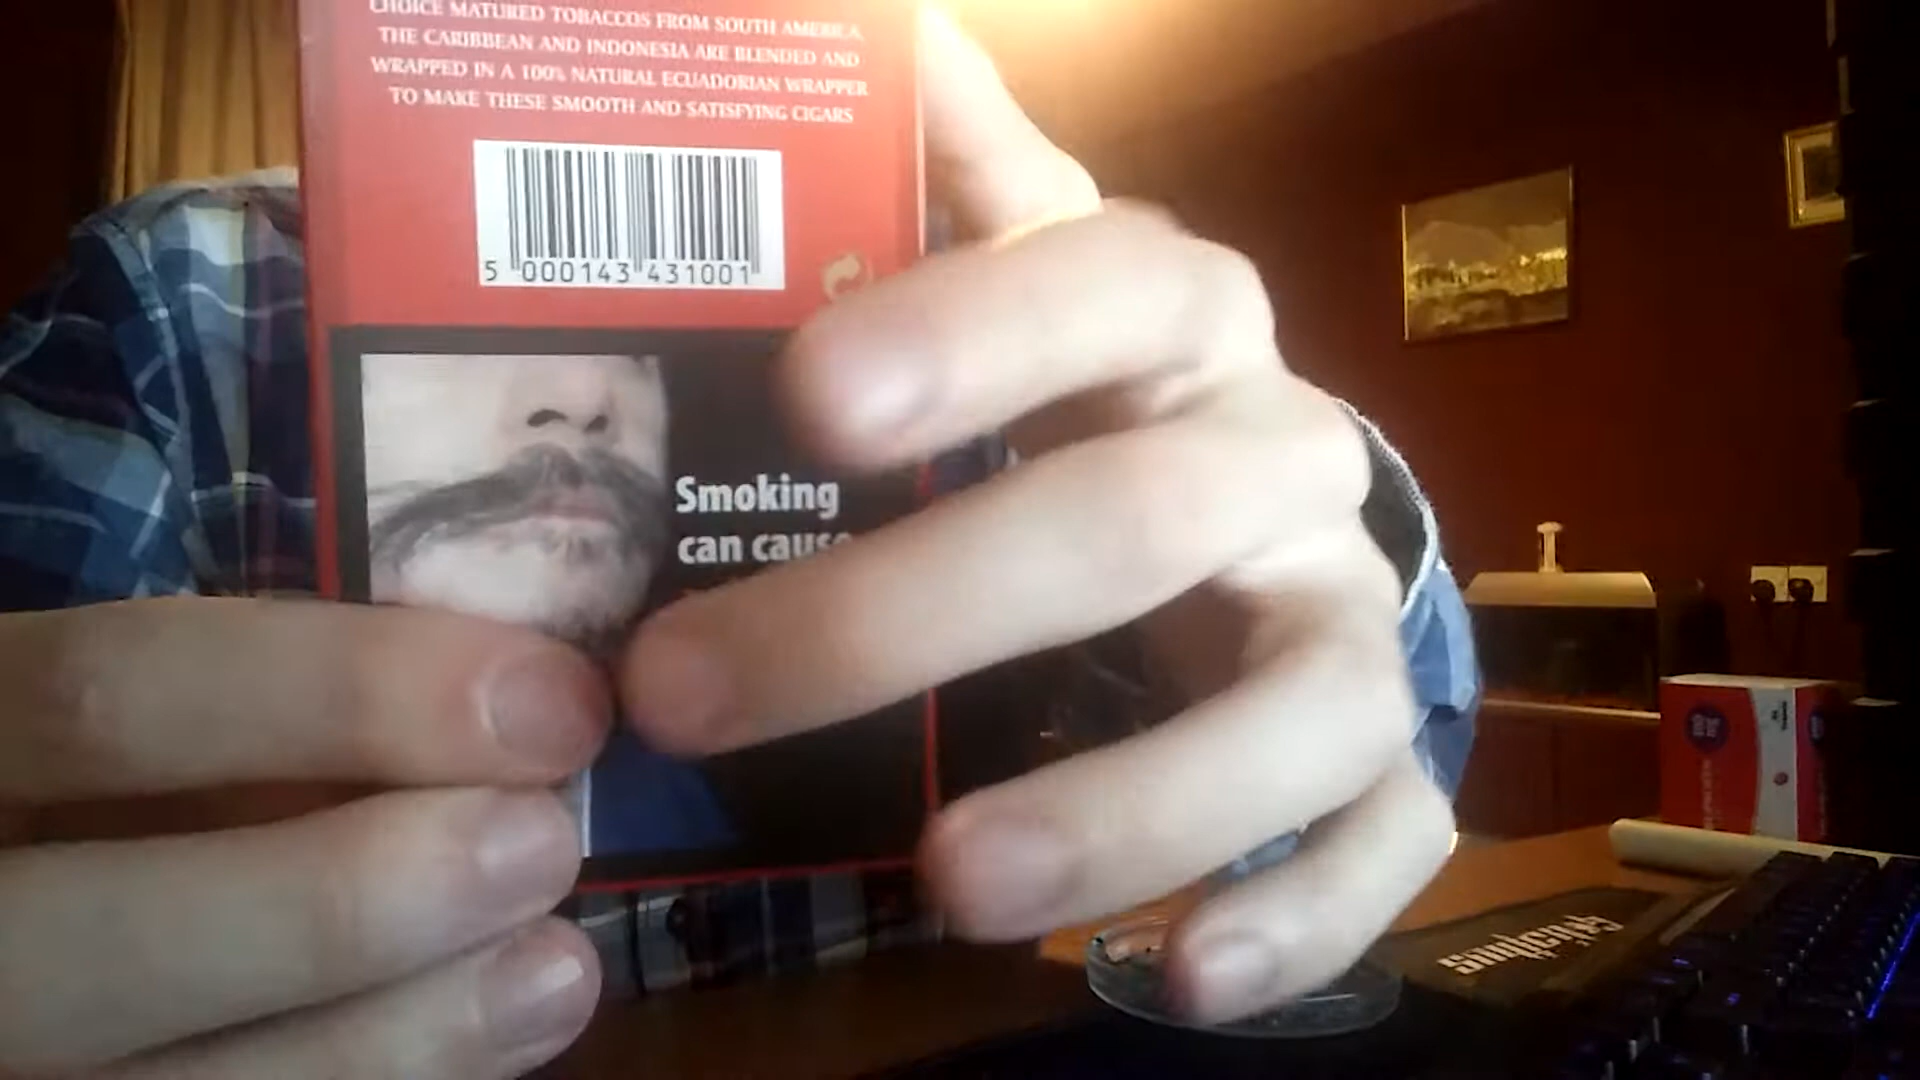 CHOICE MATURED TOBACCOS FROM SOUTH AMERICA,
THE CARIBBEAN AND INDONESIA ARE BLENDED AND
WRAPPED IN A 100% NATURAL ECUADORIAN WRAPPER
TO MAKE THESE SMOOTH AND SATISFYING CIGARS
5 000143 431001
Smoking
can cause